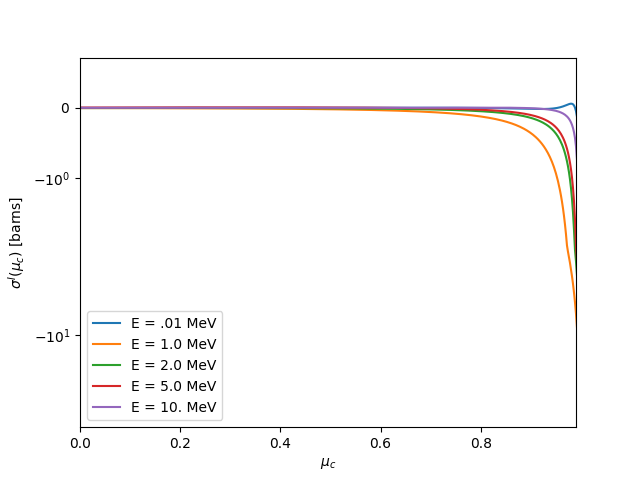 0
−10⁰
−10¹
σᴵ(μ_c) [barns]
E = .01 MeV
E = 1.0 MeV
E = 2.0 MeV
E = 5.0 MeV
E = 10. MeV
0.0 0.2 0.4 0.6 0.8
μ_c